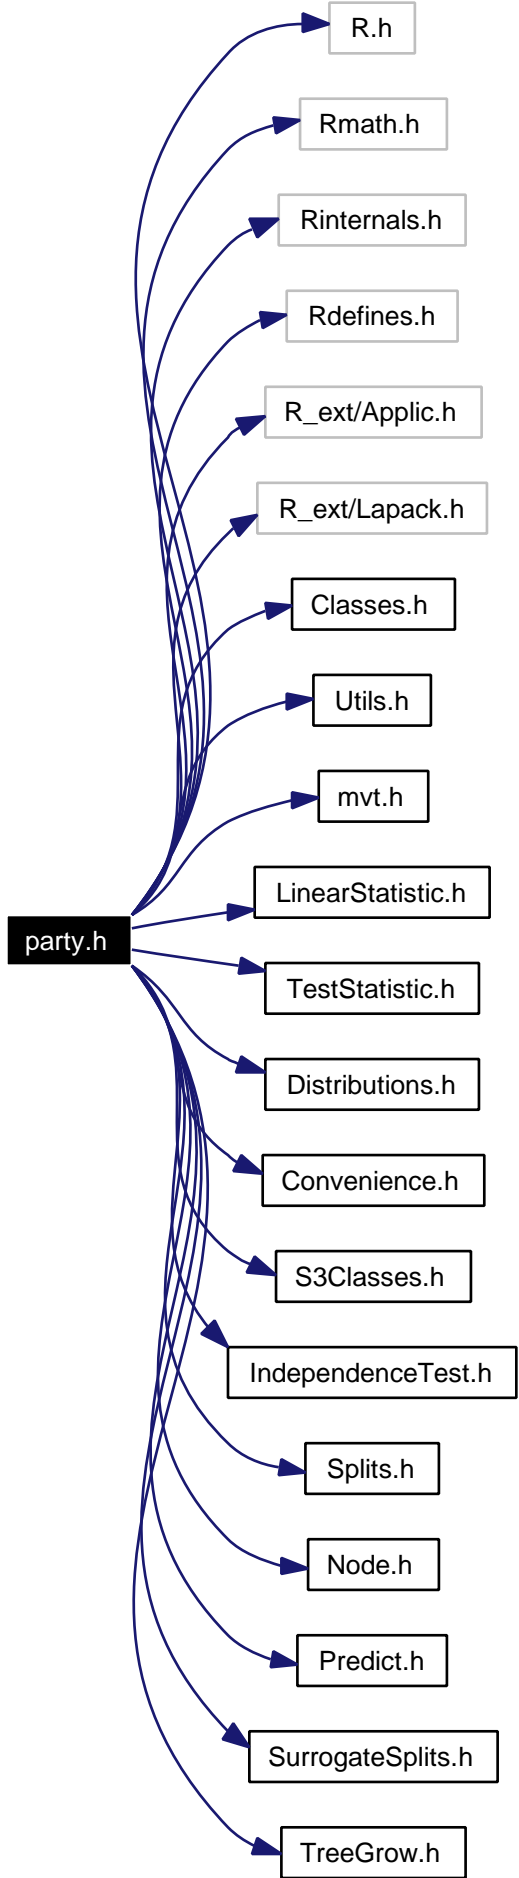 R.h
Rmath.h
Rinternals.h
Rdefines.h
R_ext/Applic.h
R_ext/Lapack.h
Classes.h
Utils.h
mvt.h
LinearStatistic.h
party.h
TestStatistic.h
Distributions.h
Convenience.h
S3Classes.h
IndependenceTest.h
Splits.h
Node.h
Predict.h
SurrogateSplits.h
TreeGrow.h